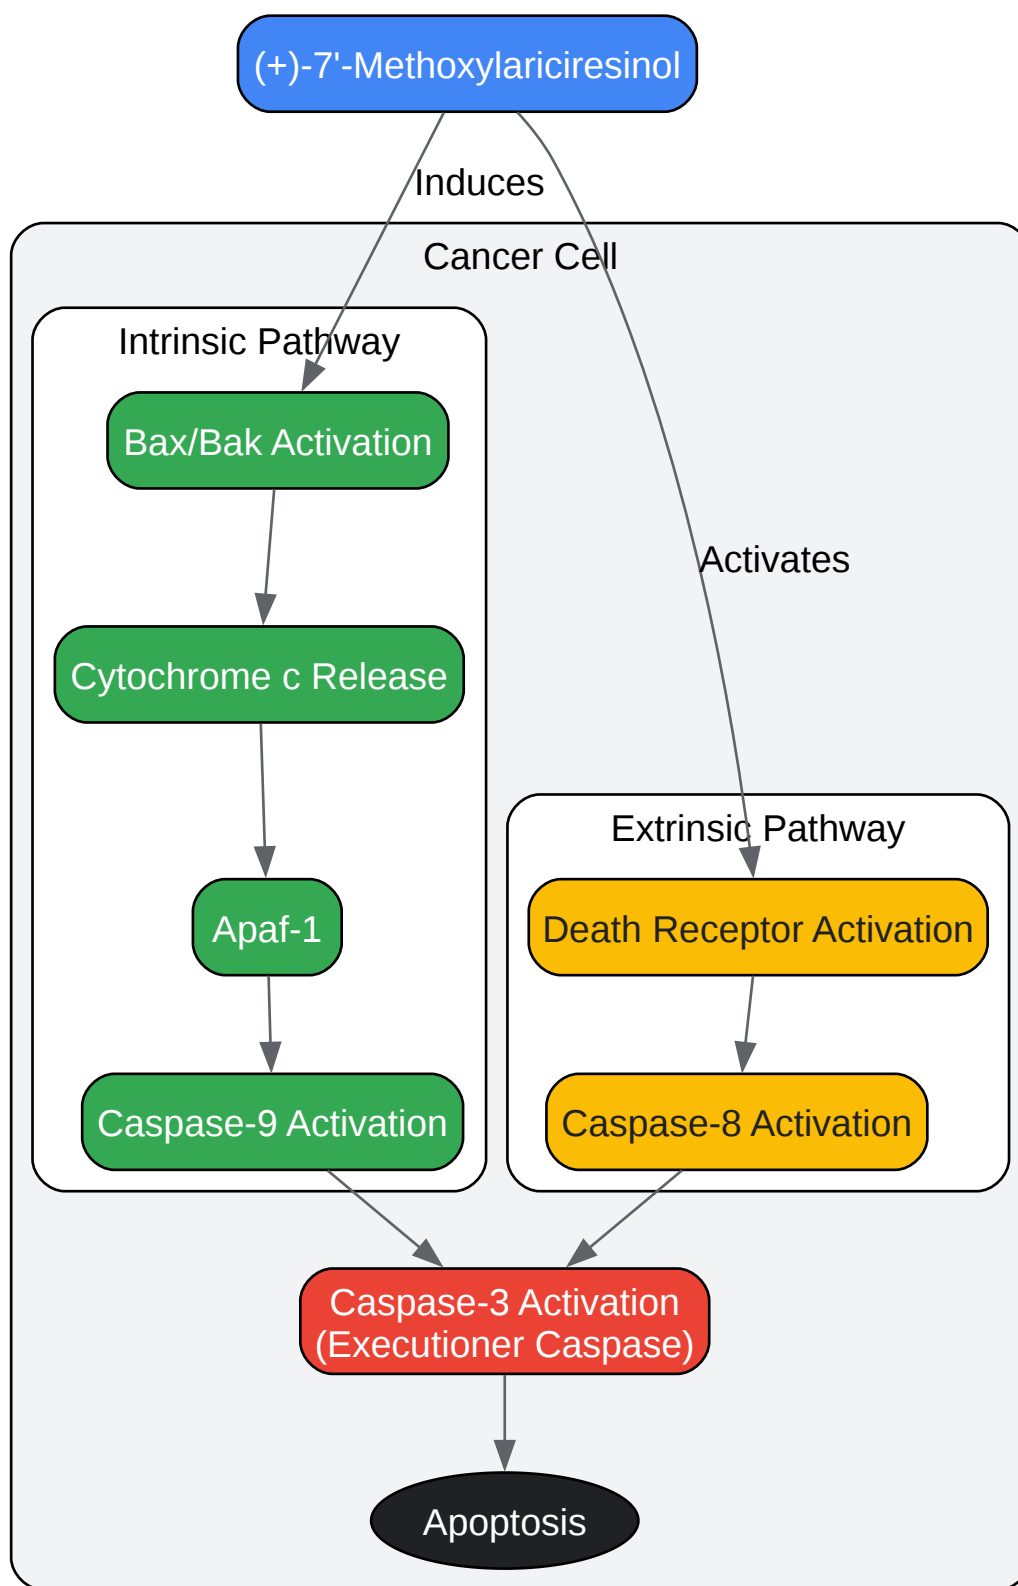 (+)-7'-Methoxylariciresinol
Induces
Cancer Cell
Intrinsic Pathway
Bax/Bak Activation
Activates
Cytochrome c Release
Extrinsic Pathway
Apaf-1
Death Receptor Activation
Caspase-9 Activation
Caspase-8 Activation
Caspase-3 Activation
(Executioner Caspase)
Apoptosis